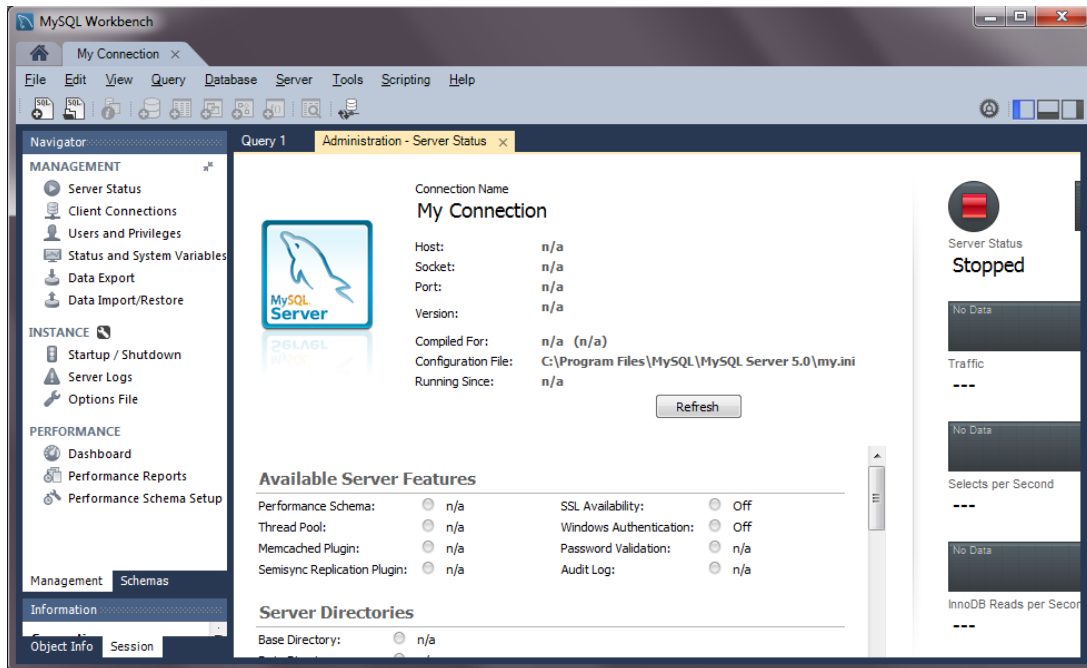 MySQL Workbench
My Connection
File Edit View Query Database Server Tools Scripting Help
Navigator
MANAGEMENT
Server Status
Client Connections
Users and Privileges
Status and System Variables
Data Export
Data Import/Restore
INSTANCE
Startup / Shutdown
Server Logs
Options File
PERFORMANCE
Dashboard
Performance Reports
Performance Schema Setup
Management Schemas
Information
Object Info Session
Query 1 Administration - Server Status
MySQL
Server
Connection Name
My Connection
Host: n/a
Socket: n/a
Port: n/a
Version: n/a
Compiled For: n/a (n/a)
Configuration File: C:\Program Files\MySQL\MySQL Server 5.0\my.ini
Running Since: n/a
Refresh
Available Server Features
Performance Schema: n/a SSL Availability: Off
Thread Pool: n/a Windows Authentication: Off
Memcached Plugin: n/a Password Validation: n/a
Semisync Replication Plugin: n/a Audit Log: n/a
Server Directories
Base Directory: n/a
Server Status
Stopped
No Data
Traffic
---
No Data
Selects per Second
---
No Data
InnoDB Reads per Secon
---